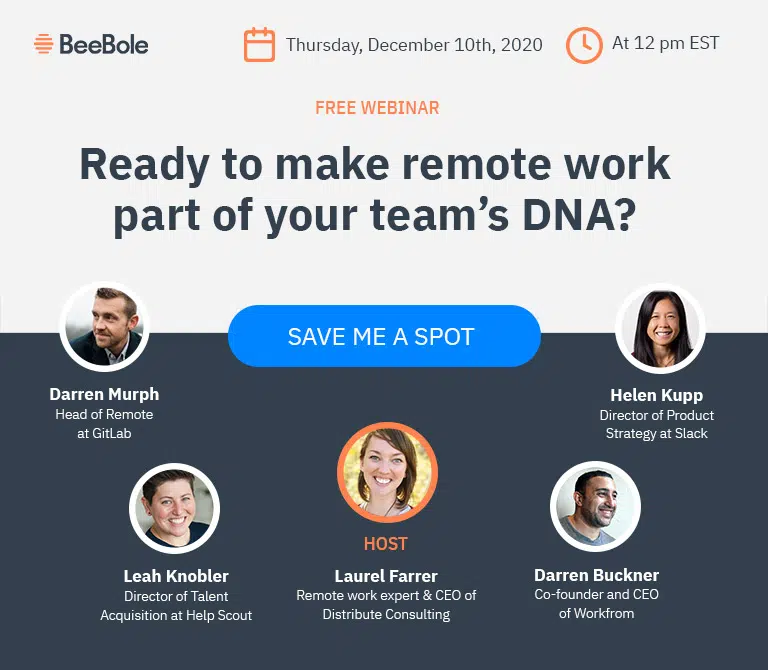 BeeBole
Thursday, December 10th, 2020
At 12 pm EST
FREE WEBINAR
Ready to make remote work
part of your team's DNA?
SAVE ME A SPOT
Darren Murph
Head of Remote
at GitLab
Helen Kupp
Director of Product
Strategy at Slack
Leah Knobler
Director of Talent
Acquisition at Help Scout
HOST
Laurel Farrer
Remote work expert & CEO of
Distribute Consulting
Darren Buckner
Co-founder and CEO
of Workfrom